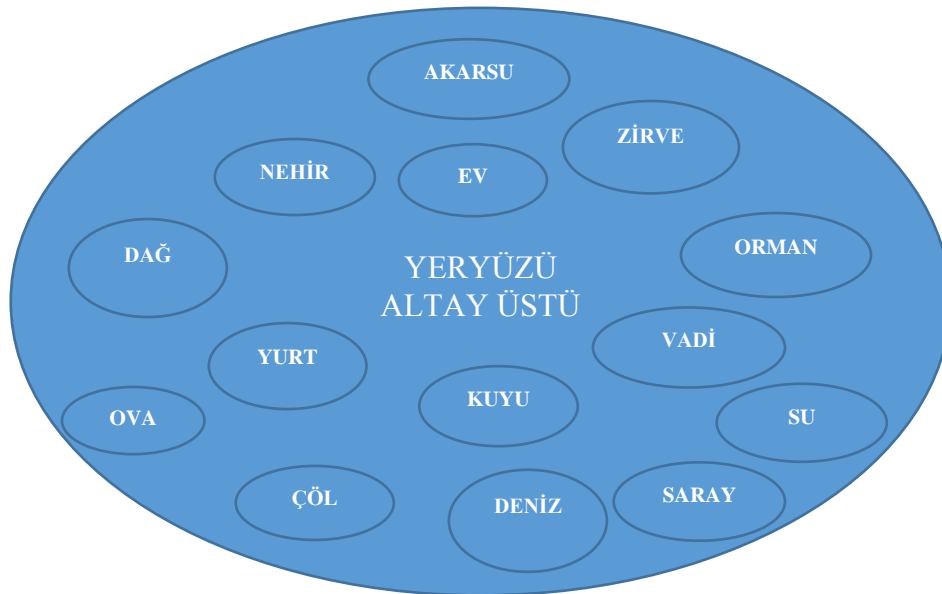 AKARSU
ZİRVE
NEHİR
EV
DAĞ
ORMAN
YERYÜZÜ
ALTAY ÜSTÜ
VADİ
YURT
KUYU
OVA
SU
ÇÖL
DENİZ
SARAY